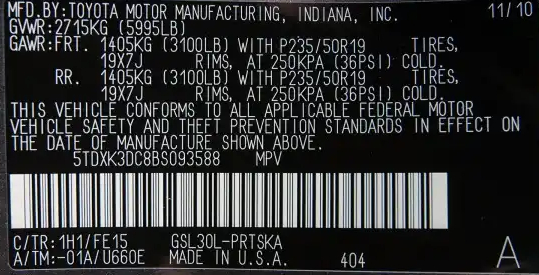 MFD.BY:TOYOTA MOTOR MANUFACTURING, INDIANA, INC. 11/10
GVWR:2715KG (5995LB)
GAWR:FRT. 1405KG (3100LB) WITH P235/50R19 TIRES,
19X7J RIMS, AT 250KPA (36PSI) COLD.
RR. 1405KG (3100LB) WITH P235/50R19 TIRES,
19X7J RIMS, AT 250KPA (36PSI) COLD.
THIS VEHICLE CONFORMS TO ALL APPLICABLE FEDERAL MOTOR
VEHICLE SAFETY AND THEFT PREVENTION STANDARDS IN EFFECT ON
THE DATE OF MANUFACTURE SHOWN ABOVE.
5TDXK3DC8BS093588 MPV
C/TR:1H1/FE15 GSL30L-PRTSKA
A/TM:-01A/U660E MADE IN U.S.A. 404 A